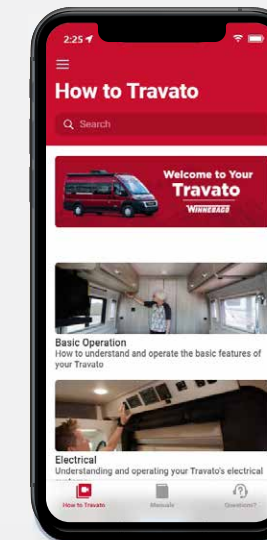 2:25
How to Travato
Search
Welcome to Your
Travato
WINNEBAGO
Basic Operation
How to understand and operate the basic features of
your Travato
Electrical
Understanding and operating your Travato's electrical
How to Travato
Manuals
Questions?